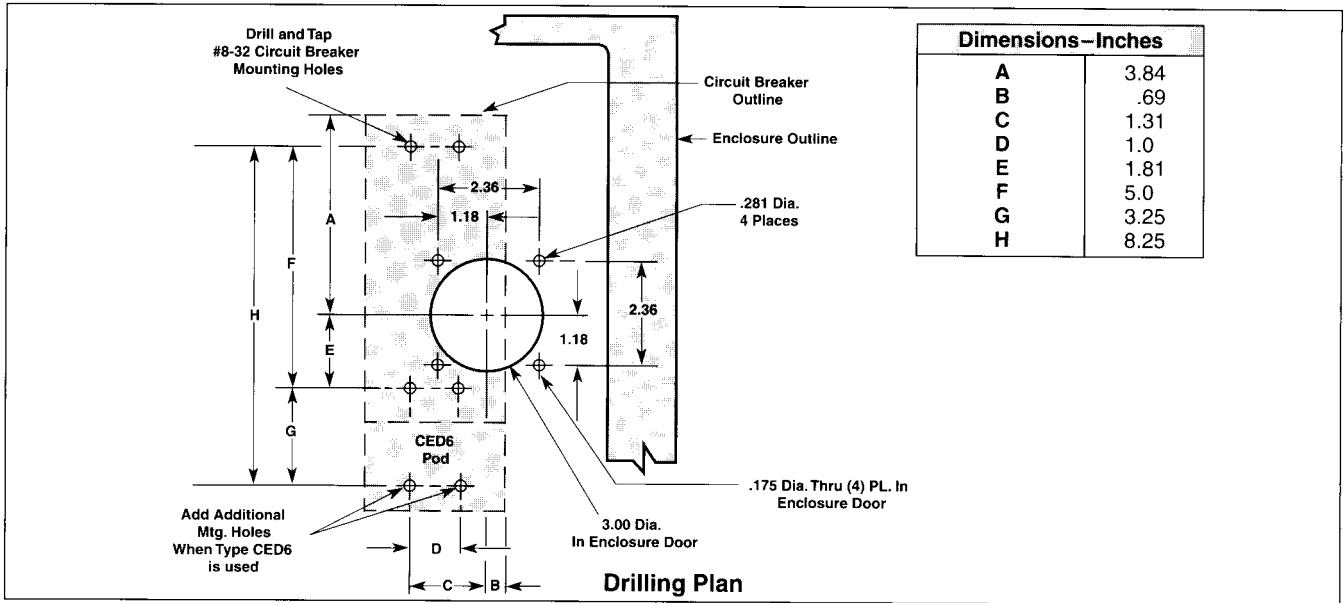 Drill and Tap
#8-32 Circuit Breaker
Mounting Holes
Circuit Breaker
Outline
Enclosure Outline
2.36
1.18
.281 Dia.
4 Places
A
F
H
E
G
2.36
1.18
CED6
Pod
.175 Dia. Thru (4) PL. In
Enclosure Door
3.00 Dia.
In Enclosure Door
Add Additional
Mtg. Holes
When Type CED6
is used
D
C
B
Drilling Plan
Dimensions–Inches
A 3.84
B .69
C 1.31
D 1.0
E 1.81
F 5.0
G 3.25
H 8.25